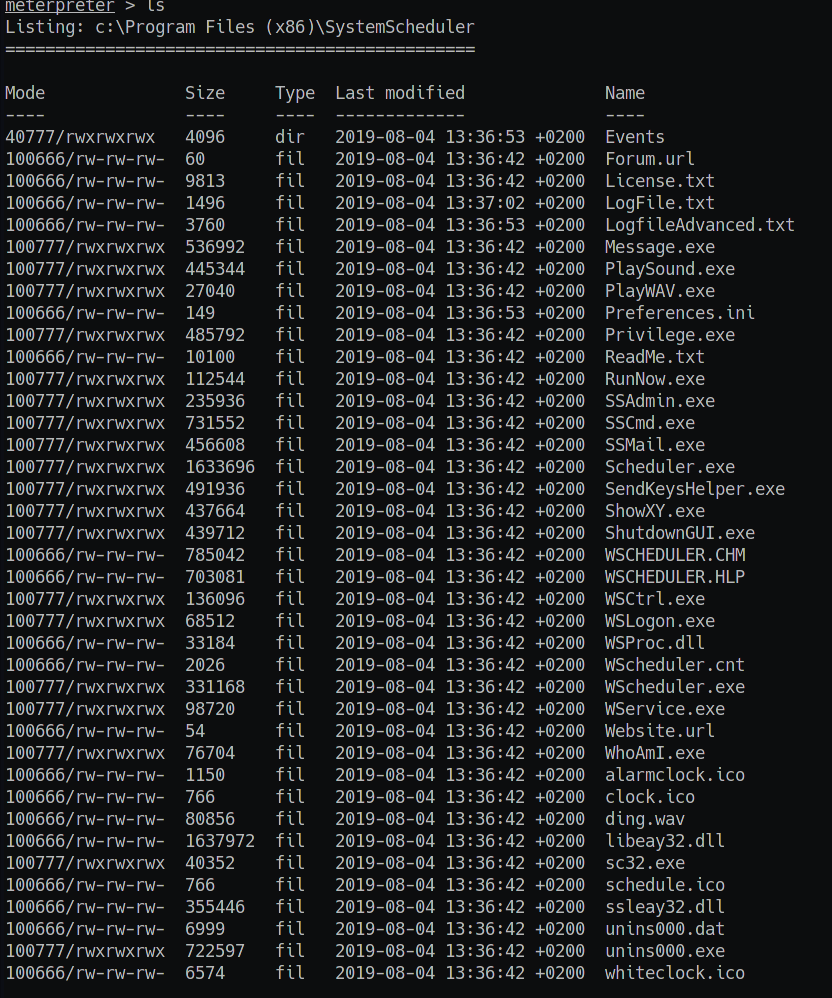 meterpreter > ls
Listing: c:\Program Files (x86)\SystemScheduler
===============================================
Mode Size Type Last modified Name
---- ---- ---- ------------- ----
40777/rwxrwxrwx 4096 dir 2019-08-04 13:36:53 +0200 Events
100666/rw-rw-rw- 60 fil 2019-08-04 13:36:42 +0200 Forum.url
100666/rw-rw-rw- 9813 fil 2019-08-04 13:36:42 +0200 License.txt
100666/rw-rw-rw- 1496 fil 2019-08-04 13:37:02 +0200 LogFile.txt
100666/rw-rw-rw- 3760 fil 2019-08-04 13:36:53 +0200 LogfileAdvanced.txt
100777/rwxrwxrwx 536992 fil 2019-08-04 13:36:42 +0200 Message.exe
100777/rwxrwxrwx 445344 fil 2019-08-04 13:36:42 +0200 PlaySound.exe
100777/rwxrwxrwx 27040 fil 2019-08-04 13:36:42 +0200 PlayWAV.exe
100666/rw-rw-rw- 149 fil 2019-08-04 13:36:53 +0200 Preferences.ini
100777/rwxrwxrwx 485792 fil 2019-08-04 13:36:42 +0200 Privilege.exe
100666/rw-rw-rw- 10100 fil 2019-08-04 13:36:42 +0200 ReadMe.txt
100777/rwxrwxrwx 112544 fil 2019-08-04 13:36:42 +0200 RunNow.exe
100777/rwxrwxrwx 235936 fil 2019-08-04 13:36:42 +0200 SSAdmin.exe
100777/rwxrwxrwx 731552 fil 2019-08-04 13:36:42 +0200 SSCmd.exe
100777/rwxrwxrwx 456608 fil 2019-08-04 13:36:42 +0200 SSMail.exe
100777/rwxrwxrwx 1633696 fil 2019-08-04 13:36:42 +0200 Scheduler.exe
100777/rwxrwxrwx 491936 fil 2019-08-04 13:36:42 +0200 SendKeysHelper.exe
100777/rwxrwxrwx 437664 fil 2019-08-04 13:36:42 +0200 ShowXY.exe
100777/rwxrwxrwx 439712 fil 2019-08-04 13:36:42 +0200 ShutdownGUI.exe
100666/rw-rw-rw- 785042 fil 2019-08-04 13:36:42 +0200 WSCHEDULER.CHM
100666/rw-rw-rw- 703081 fil 2019-08-04 13:36:42 +0200 WSCHEDULER.HLP
100777/rwxrwxrwx 136096 fil 2019-08-04 13:36:42 +0200 WSCtrl.exe
100777/rwxrwxrwx 68512 fil 2019-08-04 13:36:42 +0200 WSLogon.exe
100666/rw-rw-rw- 33184 fil 2019-08-04 13:36:42 +0200 WSProc.dll
100666/rw-rw-rw- 2026 fil 2019-08-04 13:36:42 +0200 WScheduler.cnt
100777/rwxrwxrwx 331168 fil 2019-08-04 13:36:42 +0200 WScheduler.exe
100777/rwxrwxrwx 98720 fil 2019-08-04 13:36:42 +0200 WService.exe
100666/rw-rw-rw- 54 fil 2019-08-04 13:36:42 +0200 Website.url
100777/rwxrwxrwx 76704 fil 2019-08-04 13:36:42 +0200 WhoAmI.exe
100666/rw-rw-rw- 1150 fil 2019-08-04 13:36:42 +0200 alarmclock.ico
100666/rw-rw-rw- 766 fil 2019-08-04 13:36:42 +0200 clock.ico
100666/rw-rw-rw- 80856 fil 2019-08-04 13:36:42 +0200 ding.wav
100666/rw-rw-rw- 1637972 fil 2019-08-04 13:36:42 +0200 libeay32.dll
100777/rwxrwxrwx 40352 fil 2019-08-04 13:36:42 +0200 sc32.exe
100666/rw-rw-rw- 766 fil 2019-08-04 13:36:42 +0200 schedule.ico
100666/rw-rw-rw- 355446 fil 2019-08-04 13:36:42 +0200 ssleay32.dll
100666/rw-rw-rw- 6999 fil 2019-08-04 13:36:42 +0200 unins000.dat
100777/rwxrwxrwx 722597 fil 2019-08-04 13:36:42 +0200 unins000.exe
100666/rw-rw-rw- 6574 fil 2019-08-04 13:36:42 +0200 whiteclock.ico